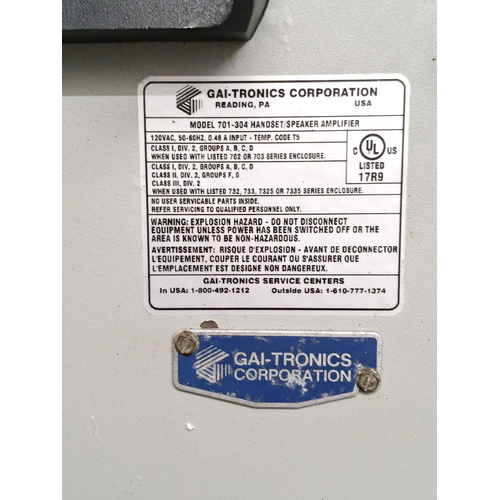 GAI-TRONICS CORPORATION
READING, PA USA
MODEL 701-304 HANDSET/SPEAKER AMPLIFIER
120VAC, 50-60HZ, 0.46 A INPUT - TEMP. CODE T5
CLASS I, DIV. 2, GROUPS A, B, C, D
WHEN USED WITH LISTED 702 OR 703 SERIES ENCLOSURE.
CLASS I, DIV. 2, GROUPS A, B, C, D
CLASS II, DIV. 2, GROUPS F, G
CLASS III, DIV. 2
WHEN USED WITH LISTED 732, 733, 7325 OR 7335 SERIES ENCLOSURE.
C UL US
LISTED
17R9
NO USER SERVICABLE PARTS INSIDE.
REFER SERVICING TO QUALIFIED PERSONNEL ONLY.
WARNING: EXPLOSION HAZARD - DO NOT DISCONNECT
EQUIPMENT UNLESS POWER HAS BEEN SWITCHED OFF OR THE
AREA IS KNOWN TO BE NON-HAZARDOUS.
AVERTISSEMENT: RISQUE D'EXPLOSION - AVANT DE DECONNECTOR
L'EQUIPEMENT, COUPER LE COURANT OU S'ASSURER QUE
L'EMPLACEMENT EST DESIGNE NON DANGEREUX.
GAI-TRONICS SERVICE CENTERS
In USA: 1-800-492-1212 Outside USA: 1-610-777-1374
GAI-TRONICS
CORPORATION